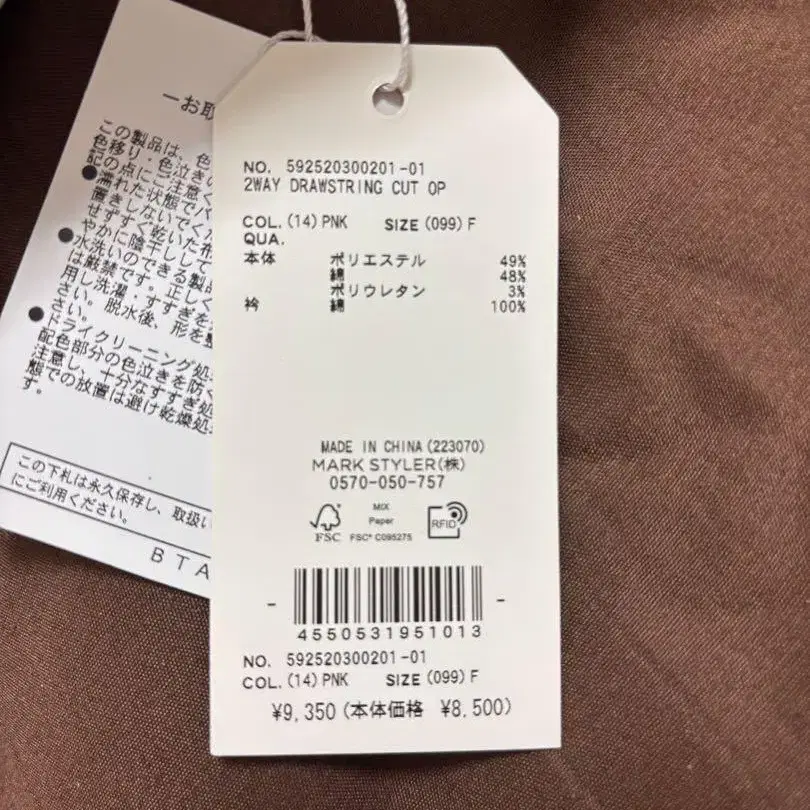 NO. 592520300201-01
2WAY DRAWSTRING CUT OP
COL.(14)PNK SIZE(099)F
QUA.
本体 ポリエステル 49%
綿 48%
ポリウレタン 3%
衿 綿 100%
MADE IN CHINA(223070)
MARK STYLER(株)
0570-050-757
FSC
MIX
Paper
FSC® C095275
RFID
- 4550531951013 -
NO. 592520300201-01
COL.(14)PNK SIZE(099)F
¥9,350(本体価格 ¥8,500)
ーお取
この製品は、色
色移り・色泣きの
記の点にご注意く
●濡れた状態でバ
置きしないでくだ
せずすぐ乾いた布
やかに陰干しして
●水洗いのできる製品
は厳禁です。正しく
用し洗濯・すすぎを
さい。脱水後、形を整
さい。
●ドライクリーニング処
配色部分の色泣きを防ぐ
注意し、十分なすすぎ処
態での放置は避け乾燥処
す。
この下札は永久保存し、取扱い
にご利用ください。
BTA